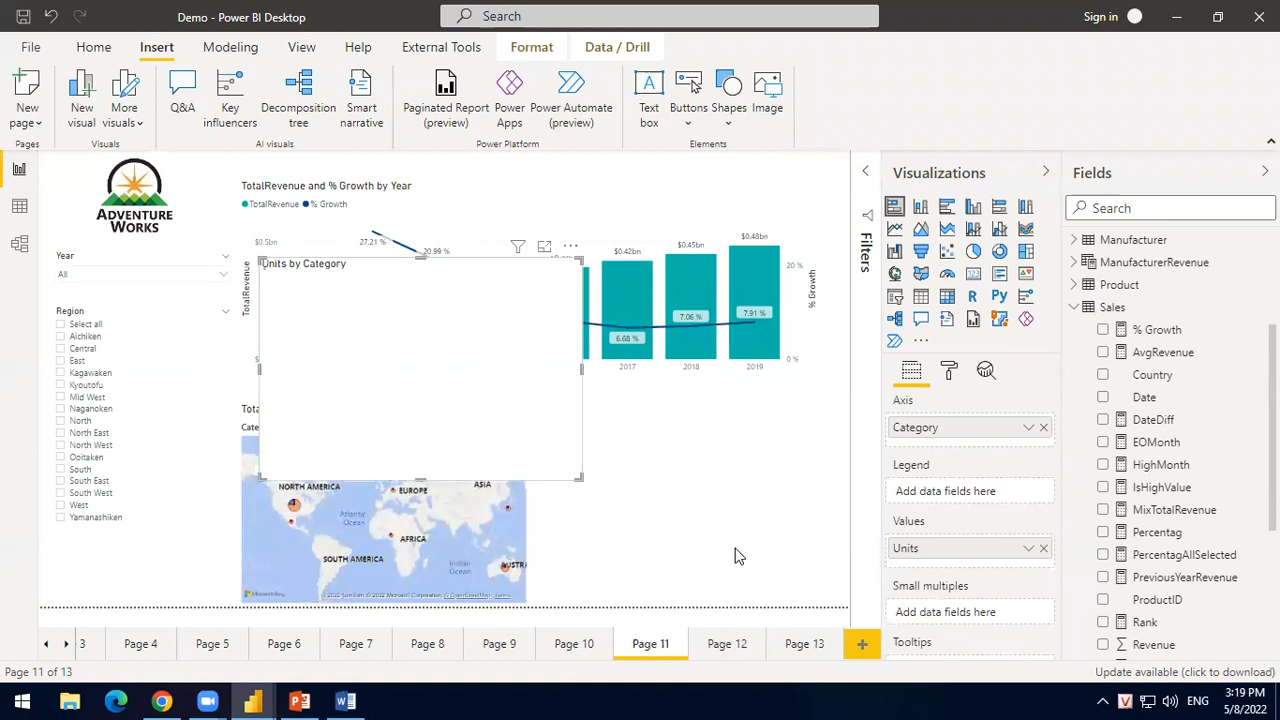 Demo - Power BI Desktop
Search
Sign in
File
Home
Insert
Modeling
View
Help
External Tools
Format
Data / Drill
New page
New visual
More visuals
Q&A
Key influencers
Decomposition tree
Smart narrative
Paginated Report (preview)
Power Apps
Power Automate (preview)
Text box
Buttons
Shapes
Image
Pages
Visuals
AI visuals
Power Platform
Elements
ADVENTURE WORKS
Year
All
Region
Select all
Aichiken
Central
East
Kagawaken
Kyoutofu
Mid West
Naganoken
North
North East
North West
Ooitaken
South
South East
South West
West
Yamanashiken
TotalRevenue and % Growth by Year
TotalRevenue
% Growth
$0.5bn
27.21 %
20.99 %
$0.42bn
$0.45bn
$0.48bn
20 %
TotalRevenue
% Growth
6.68 %
7.06 %
7.91 %
0 %
2017
2018
2019
Units by Category
NORTH AMERICA
EUROPE
ASIA
Atlantic Ocean
AFRICA
SOUTH AMERICA
Indian Ocean
Filters
Visualizations
Axis
Category
Legend
Add data fields here
Values
Units
Small multiples
Add data fields here
Tooltips
Fields
Search
Manufacturer
ManufacturerRevenue
Product
Sales
% Growth
AvgRevenue
Country
Date
DateDiff
EOMonth
HighMonth
IsHighValue
MixTotalRevenue
Percentag
PercentagAllSelected
PreviousYearRevenue
ProductID
Rank
Revenue
3
Page 4
Page 5
Page 6
Page 7
Page 8
Page 9
Page 10
Page 11
Page 12
Page 13
Page 11 of 13
Update available (click to download)
ENG
3:19 PM
5/8/2022